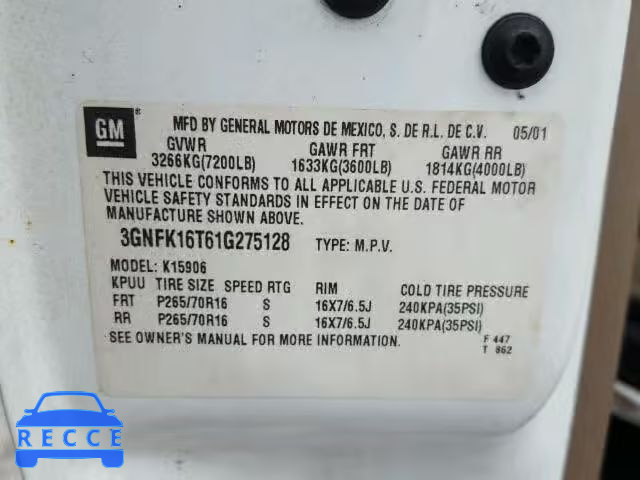 GM ®
MFD BY GENERAL MOTORS DE MEXICO, S. DE R.L. DE C.V. 05/01
GVWR GAWR FRT GAWR RR
3266KG(7200LB) 1633KG(3600LB) 1814KG(4000LB)
THIS VEHICLE CONFORMS TO ALL APPLICABLE U.S. FEDERAL MOTOR
VEHICLE SAFETY STANDARDS IN EFFECT ON THE DATE OF
MANUFACTURE SHOWN ABOVE.
3GNFK16T61G275128 TYPE: M.P.V.
MODEL: K15906
KPUU TIRE SIZE SPEED RTG RIM COLD TIRE PRESSURE
FRT P265/70R16 S 16X7/6.5J 240KPA(35PSI)
RR P265/70R16 S 16X7/6.5J 240KPA(35PSI)
SEE OWNER'S MANUAL FOR MORE INFORMATION. F 447
T 862
RECCE